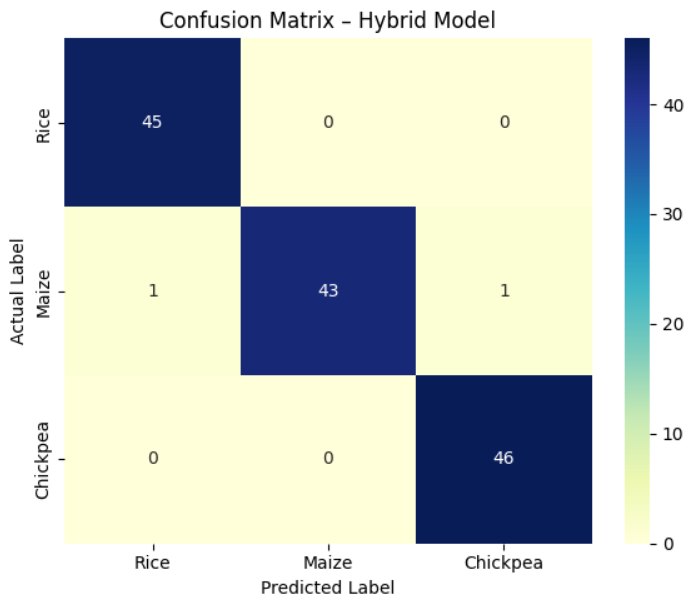 Confusion Matrix – Hybrid Model
Actual Label
Rice
Maize
Chickpea
45 0 0
1 43 1
0 0 46
Rice Maize Chickpea
Predicted Label
40
30
20
10
0